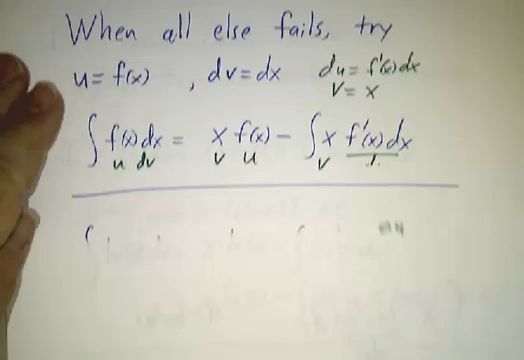 When all else fails, try
u = f(x) , dv = dx du = f'(x)dx
v = x
∫ f(x)dx = x f(x) - ∫ x f'(x)dx
u dv v u v